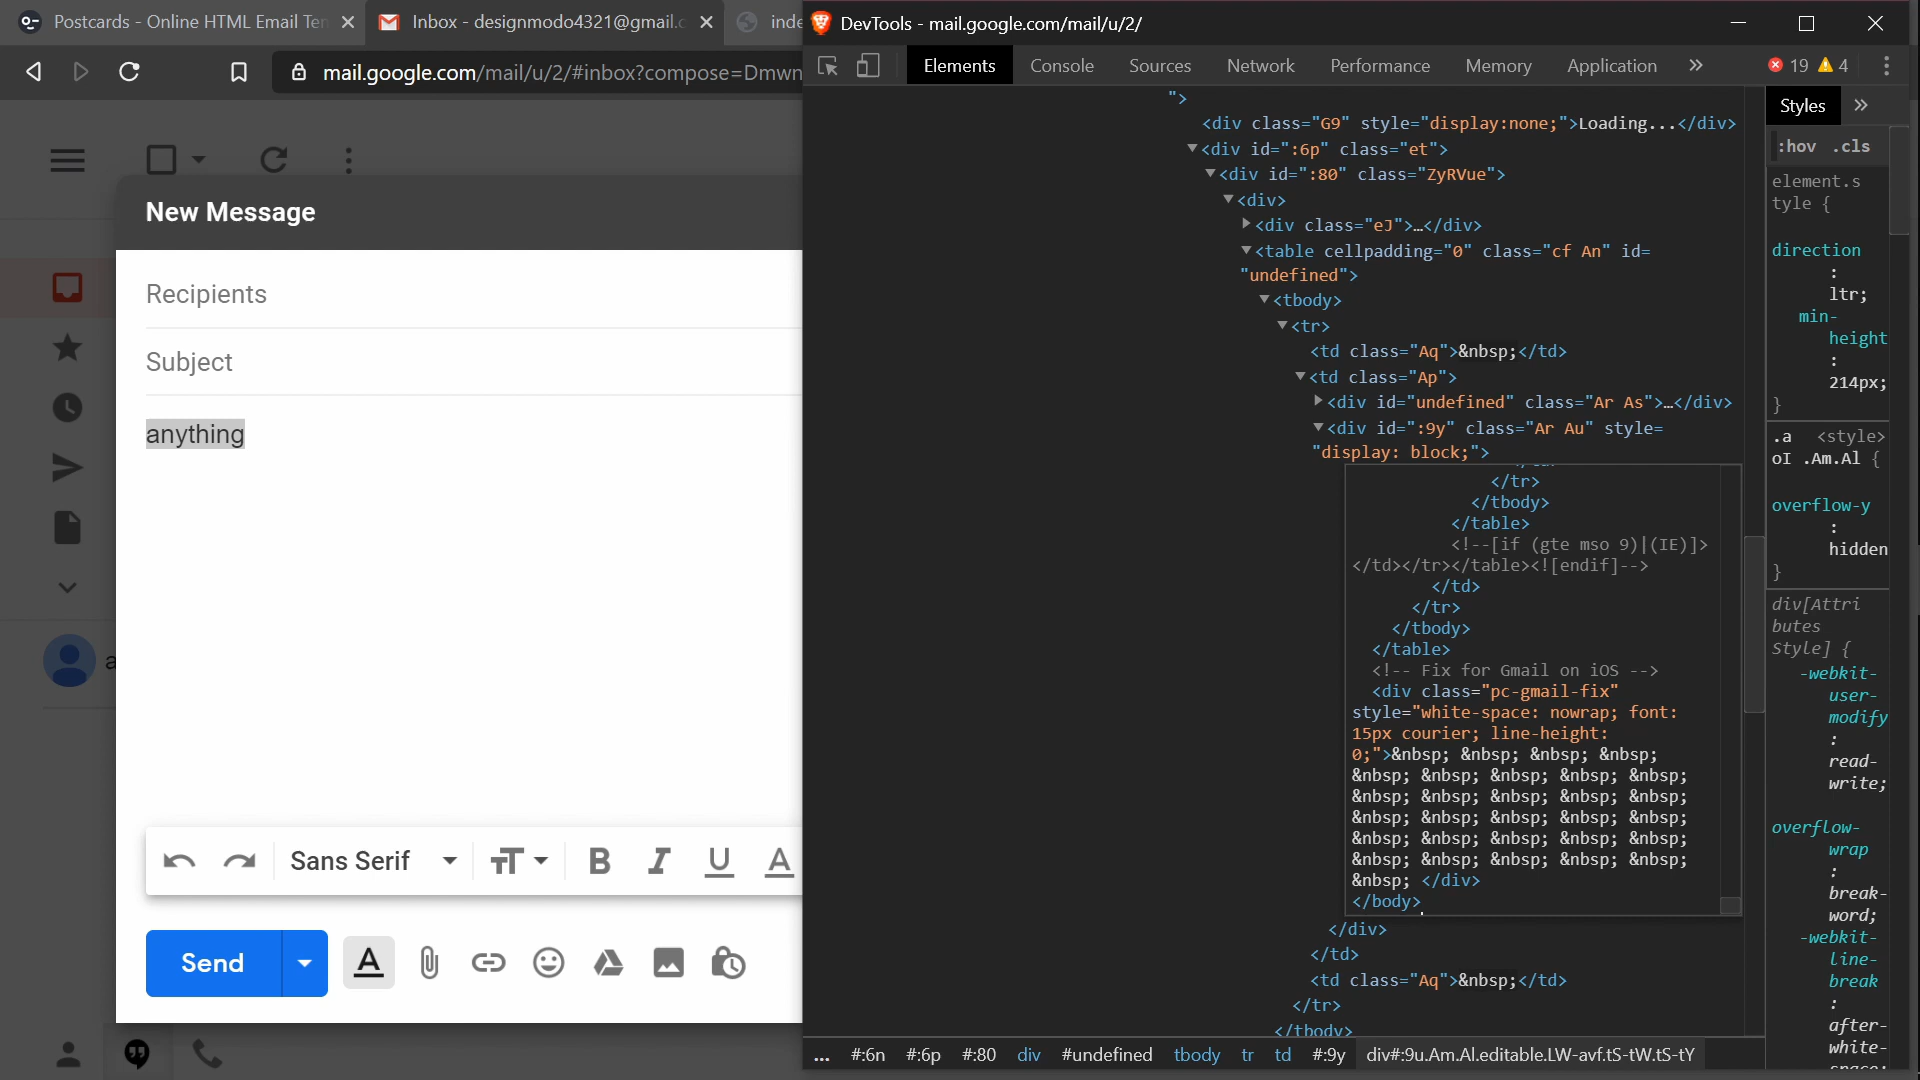 Postcards - Online HTML Email Ten
Inbox - designmodo4321@gmail.c
inde
DevTools - mail.google.com/mail/u/2/
mail.google.com/mail/u/2/#inbox?compose=Dmwn
Elements
Console
Sources
Network
Performance
Memory
Application
»
19
4
New Message
Recipients
Subject
anything
Sans Serif
Send
a
">
<div class="G9" style="display:none;">Loading...</div>
<div id=":6p" class="et">
<div id=":80" class="ZyRVue">
<div>
<div class="eJ">…</div>
<table cellpadding="0" class="cf An" id=
"undefined">
<tbody>
<tr>
<td class="Aq">&nbsp;</td>
<td class="Ap">
<div id="undefined" class="Ar As">…</div>
<div id=":9y" class="Ar Au" style=
"display: block;">
</tr>
</tbody>
</table>
<!--[if (gte mso 9)|(IE)]>
</td></tr></table><![endif]-->
</td>
</tr>
</tbody>
</table>
<!-- Fix for Gmail on iOS -->
<div class="pc-gmail-fix"
style="white-space: nowrap; font:
15px courier; line-height:
0;">&nbsp; &nbsp; &nbsp; &nbsp;
&nbsp; &nbsp; &nbsp; &nbsp; &nbsp;
&nbsp; &nbsp; &nbsp; &nbsp; &nbsp;
&nbsp; &nbsp; &nbsp; &nbsp; &nbsp;
&nbsp; &nbsp; &nbsp; &nbsp; &nbsp;
&nbsp; &nbsp; &nbsp; &nbsp; &nbsp;
&nbsp; </div>
</body>
</div>
</td>
<td class="Aq">&nbsp;</td>
</tr>
</tbody>
... #:6n #:6p #:80 div #undefined tbody tr td #:9y div#:9u.Am.Al.editable.LW-avf.tS-tW.tS-tY
Styles »
:hov .cls
element.s
tyle {
direction
:
ltr;
min-
height
:
214px;
}
.a <style>
oI .Am.Al {
overflow-y
:
hidden
}
div[Attri
butes
Style] {
-webkit-
user-
modify
:
read-
write;
overflow-
wrap
:
break-
word;
-webkit-
line-
break
:
after-
white-
space;